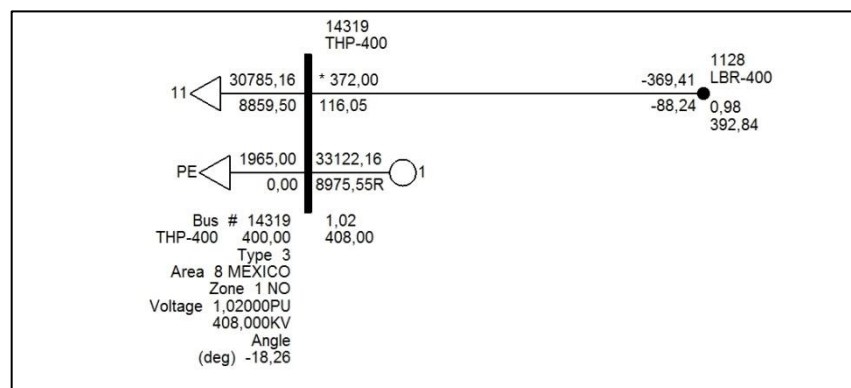 14319
THP-400
30785,16
* 372,00
-369,41
1128
LBR-400
11
8859,50
116,05
-88,24
0,98
392,84
1965,00
33122,16
PE
1
0,00
8975,55R
Bus # 14319
1,02
THP-400 400,00
408,00
Type 3
Area 8 MEXICO
Zone 1 NO
Voltage 1,02000PU
408,000KV
Angle
(deg) -18,26